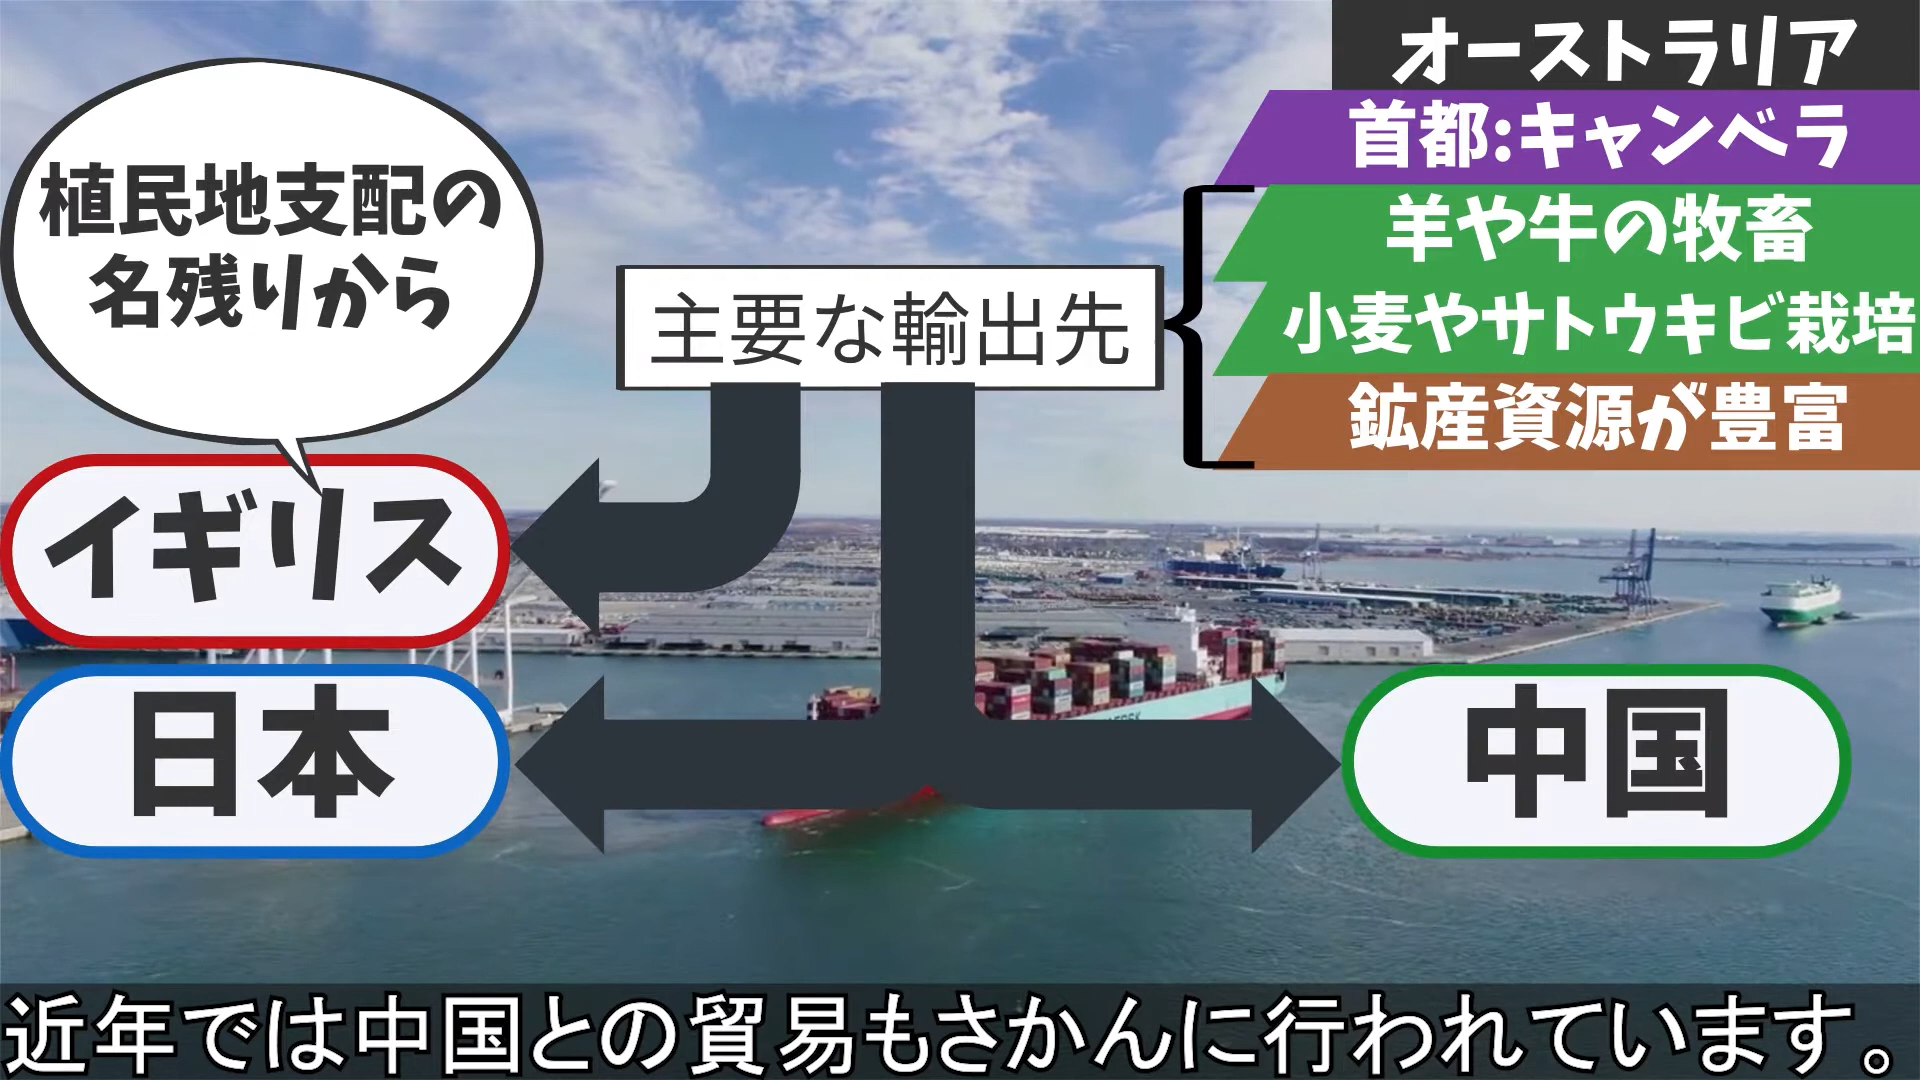 オーストラリア
首都:キャンベラ
羊や牛の牧畜
小麦やサトウキビ栽培
鉱産資源が豊富
植民地支配の
名残りから
主要な輸出先
イギリス
日本
中国
近年では中国との貿易もさかんに行われています。